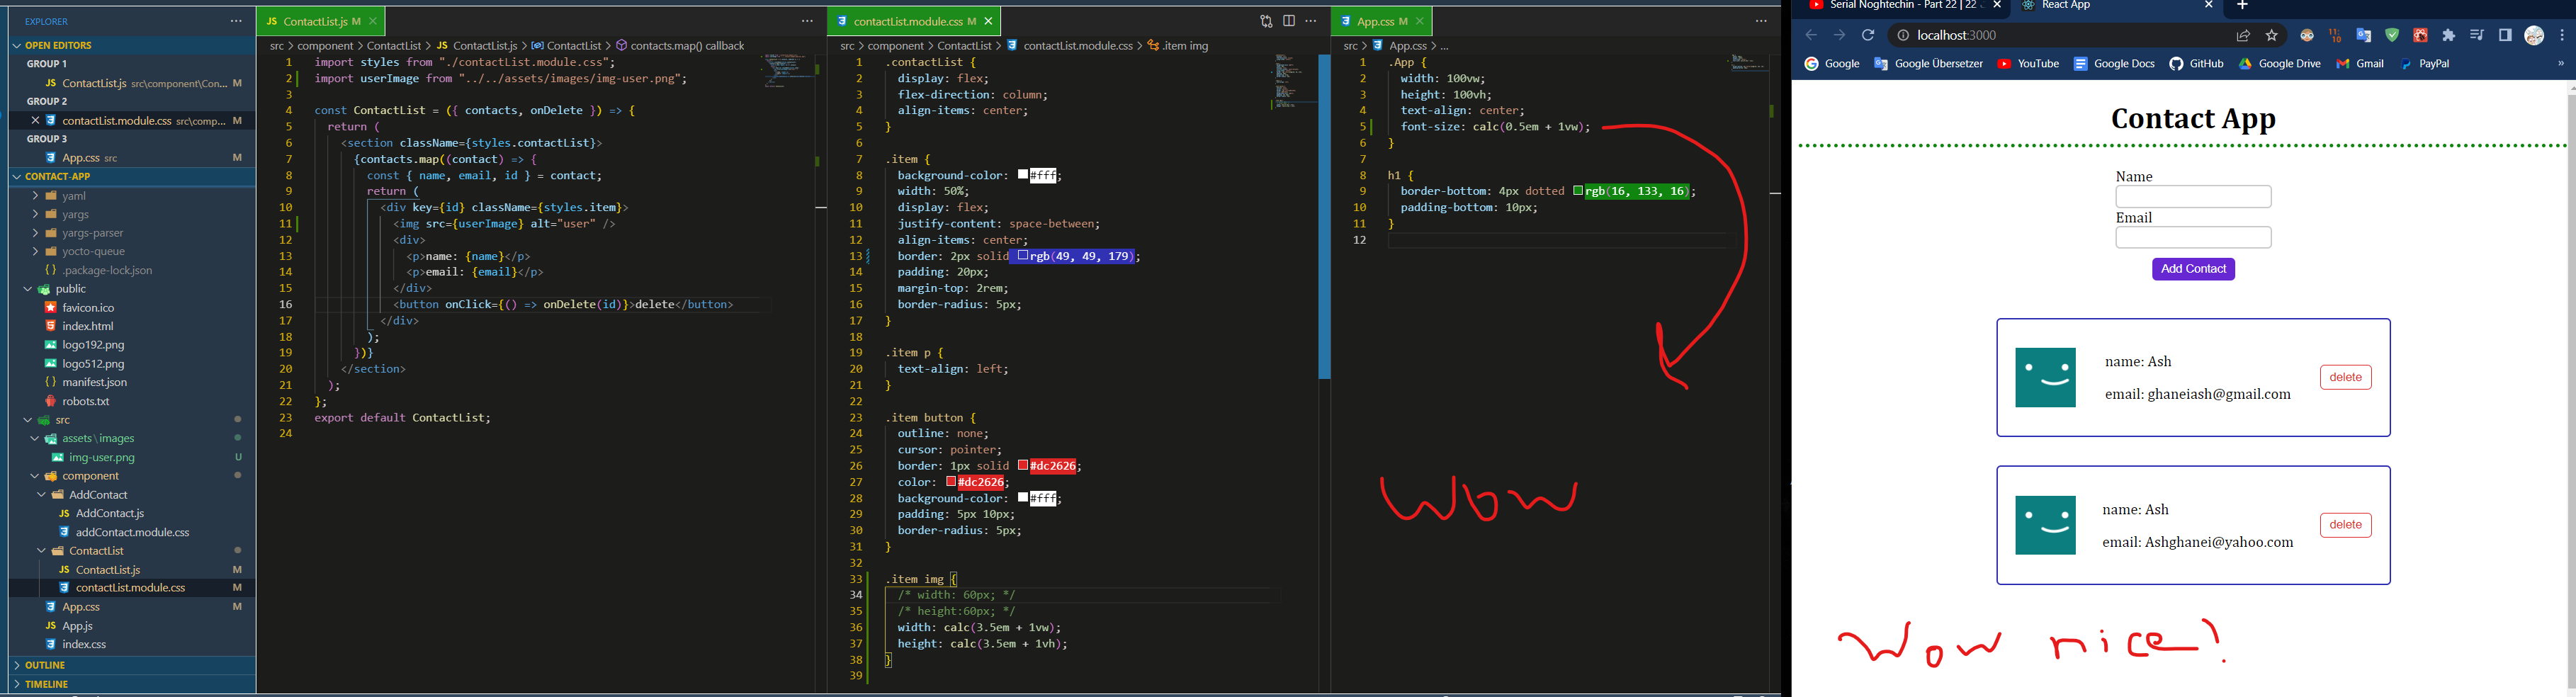 EXPLORER
OPEN EDITORS
GROUP 1
JS ContactList.js src\component\Con... M
GROUP 2
contactList.module.css src\comp... M
GROUP 3
App.css src M
CONTACT-APP
yaml
yargs
yargs-parser
yocto-queue
{} .package-lock.json
public
favicon.ico
index.html
logo192.png
logo512.png
{} manifest.json
robots.txt
src
assets\images
img-user.png U
component
AddContact
JS AddContact.js
addContact.module.css
ContactList
JS ContactList.js M
contactList.module.css M
App.css M
JS App.js
index.css
OUTLINE
TIMELINE
JS ContactList.js M
src > component > ContactList > JS ContactList.js > ContactList > contacts.map() callback
1 import styles from "./contactList.module.css";
2 import userImage from "../../assets/images/img-user.png";
3
4 const ContactList = ({ contacts, onDelete }) => {
5 return (
6 <section className={styles.contactList}>
7 {contacts.map((contact) => {
8 const { name, email, id } = contact;
9 return (
10 <div key={id} className={styles.item}>
11 <img src={userImage} alt="user" />
12 <div>
13 <p>name: {name}</p>
14 <p>email: {email}</p>
15 </div>
16 <button onClick={() => onDelete(id)}>delete</button>
17 </div>
18 );
19 })}
20 </section>
21 );
22 };
23 export default ContactList;
24
contactList.module.css M
src > component > ContactList > contactList.module.css > .item img
1 .contactList {
2 display: flex;
3 flex-direction: column;
4 align-items: center;
5 }
6
7 .item {
8 background-color: #fff;
9 width: 50%;
10 display: flex;
11 justify-content: space-between;
12 align-items: center;
13 border: 2px solid rgb(49, 49, 179);
14 padding: 20px;
15 margin-top: 2rem;
16 border-radius: 5px;
17 }
18
19 .item p {
20 text-align: left;
21 }
22
23 .item button {
24 outline: none;
25 cursor: pointer;
26 border: 1px solid #dc2626;
27 color: #dc2626;
28 background-color: #fff;
29 padding: 5px 10px;
30 border-radius: 5px;
31 }
32
33 .item img {
34 /* width: 60px; */
35 /* height:60px; */
36 width: calc(3.5em + 1vw);
37 height: calc(3.5em + 1vh);
38 }
39
App.css M
src > App.css > ...
1 .App {
2 width: 100vw;
3 height: 100vh;
4 text-align: center;
5 font-size: calc(0.5em + 1vw);
6 }
7
8 h1 {
9 border-bottom: 4px dotted rgb(16, 133, 16);
10 padding-bottom: 10px;
11 }
12
Wow
Serial Noghtechin - Part 22 | 22
React App
localhost:3000
Google Google Übersetzer YouTube Google Docs GitHub Google Drive Gmail PayPal
Contact App
Name
Email
Add Contact
name: Ash
email: ghaneiash@gmail.com
delete
name: Ash
email: Ashghanei@yahoo.com
delete
Wow nice!